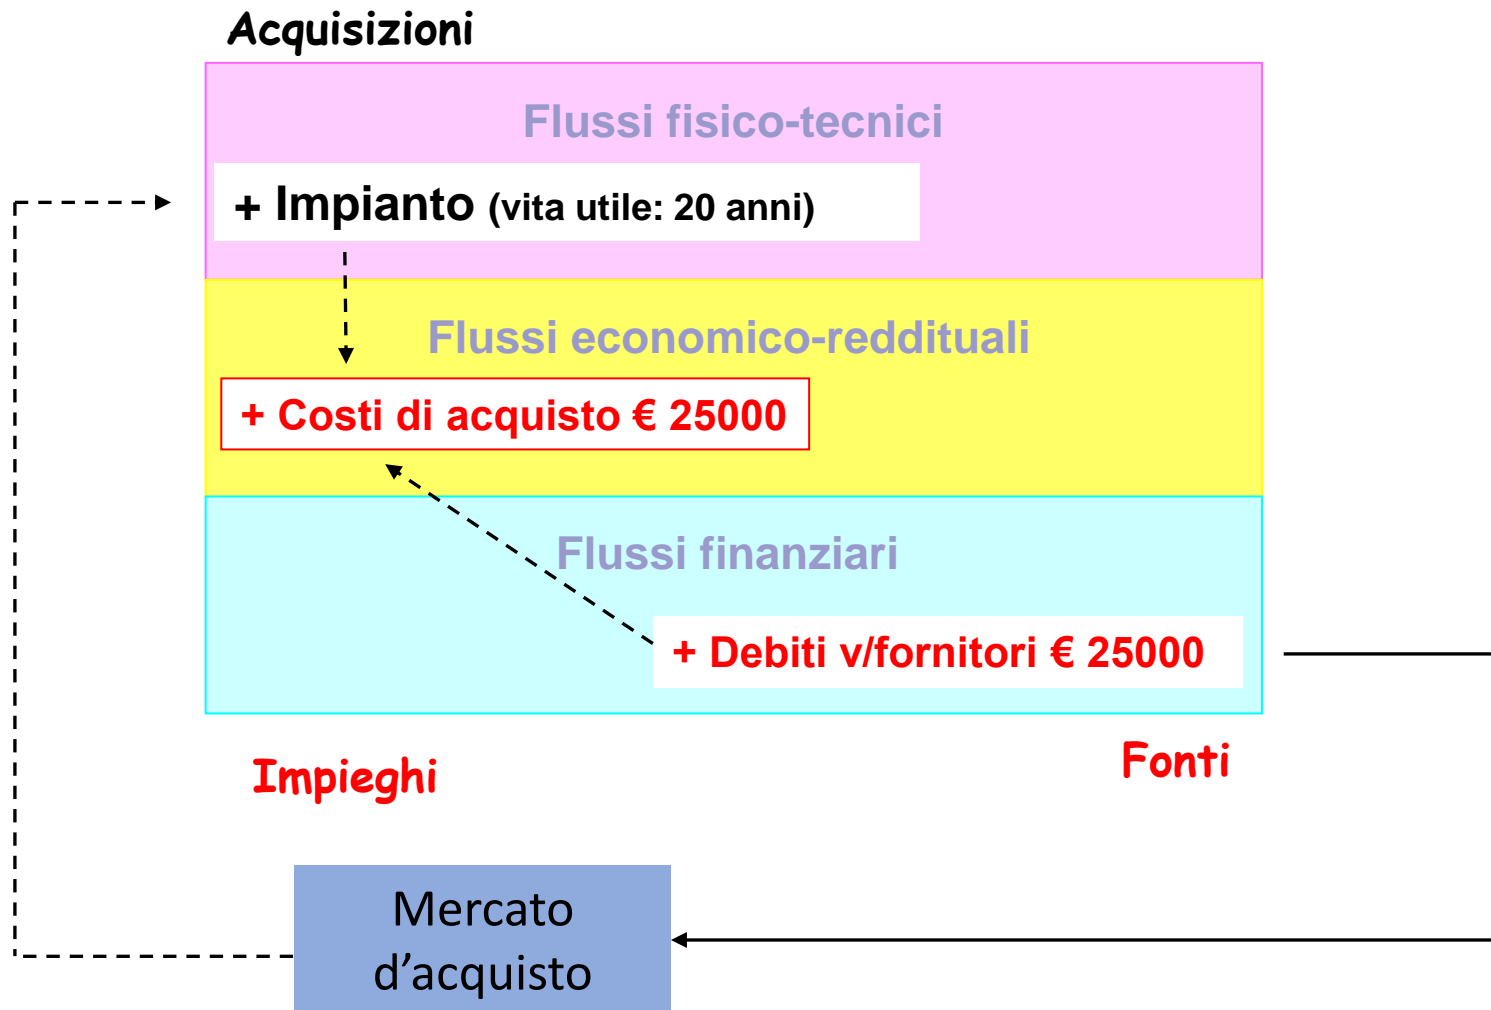 Acquisizioni
Flussi fisico-tecnici
+ Impianto (vita utile: 20 anni)
Flussi economico-reddituali
+ Costi di acquisto € 25000
Flussi finanziari
+ Debiti v/fornitori € 25000
Impieghi
Fonti
Mercato
d’acquisto